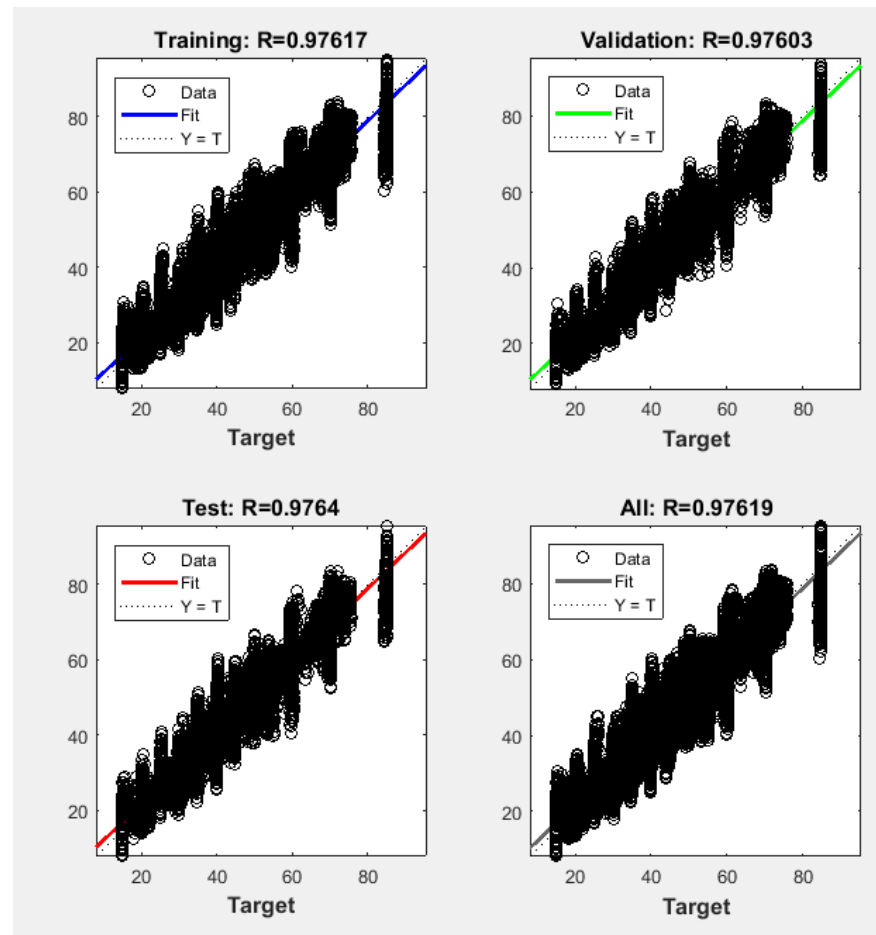 Training: R=0.97617
Data
Fit
Y = T
80
60
40
20
20 40 60 80
Target
Validation: R=0.97603
Data
Fit
Y = T
80
60
40
20
20 40 60 80
Target
Test: R=0.9764
Data
Fit
Y = T
80
60
40
20
20 40 60 80
Target
All: R=0.97619
Data
Fit
Y = T
80
60
40
20
20 40 60 80
Target